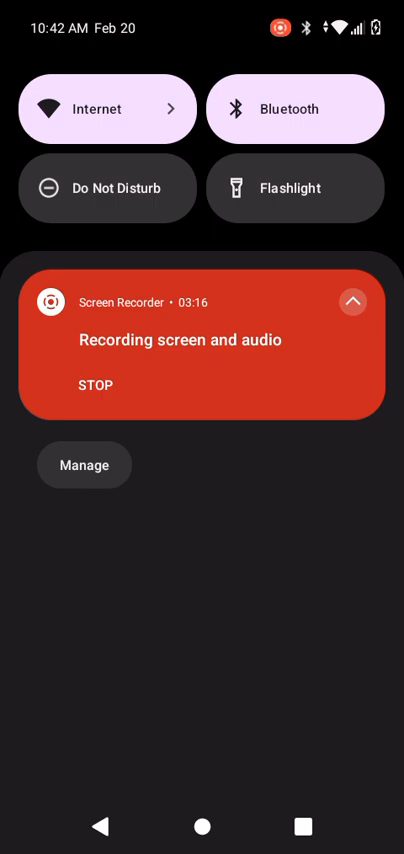 10:42 AM Feb 20
Internet
Bluetooth
Do Not Disturb
Flashlight
Screen Recorder • 03:16
Recording screen and audio
STOP
Manage